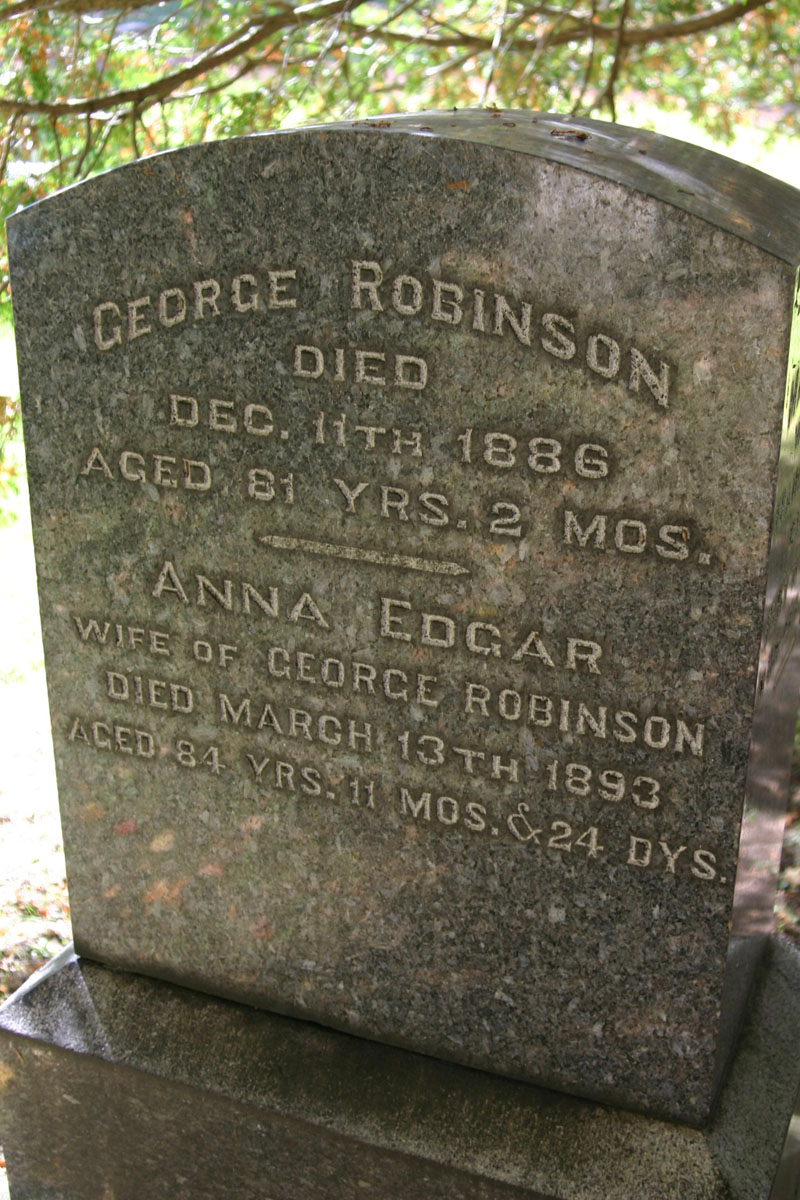 GEORGE ROBINSON
DIED
DEC. 11TH 1886
AGED 81 YRS. 2 MOS.
ANNA EDGAR
WIFE OF GEORGE ROBINSON
DIED MARCH 13TH 1893
AGED 84 YRS. 11 MOS. & 24 DYS.